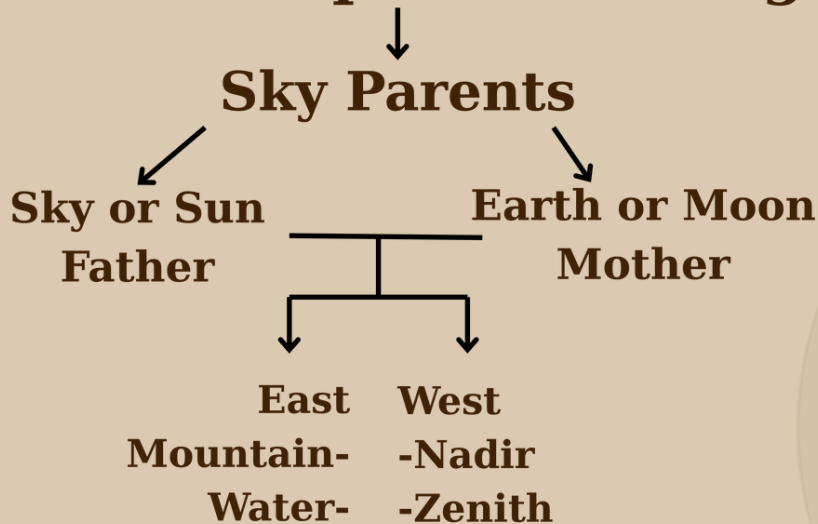 Sky Parents
Sky or Sun
Father
Earth or Moon
Mother
East
Mountain-
Water-
West
-Nadir
-Zenith